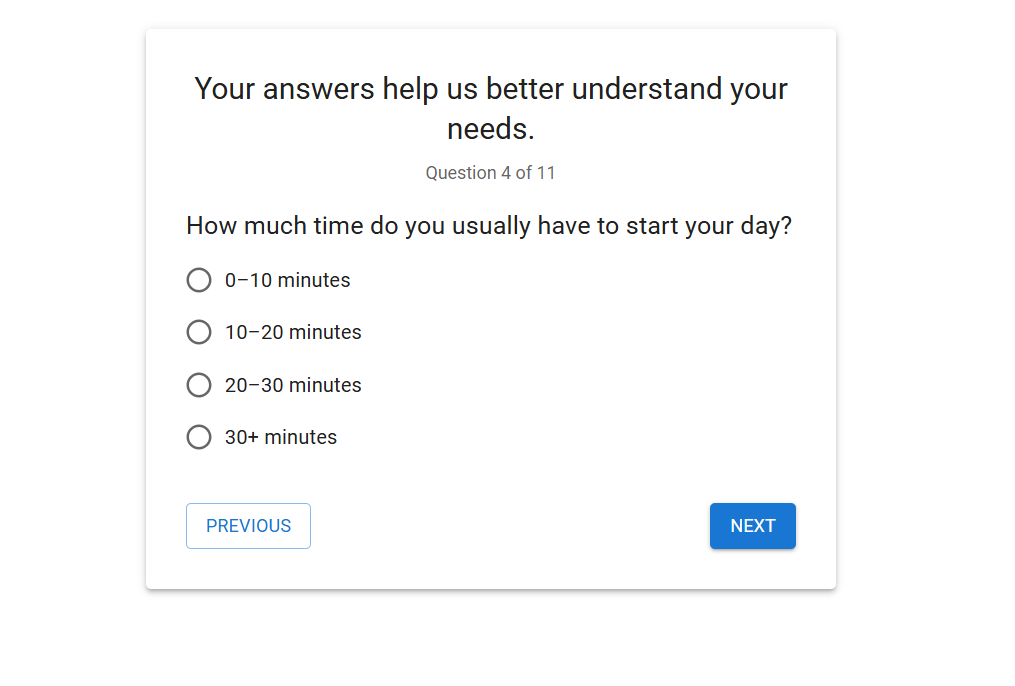 Your answers help us better understand your
needs.
Question 4 of 11
How much time do you usually have to start your day?
0–10 minutes
10–20 minutes
20–30 minutes
30+ minutes
PREVIOUS
NEXT